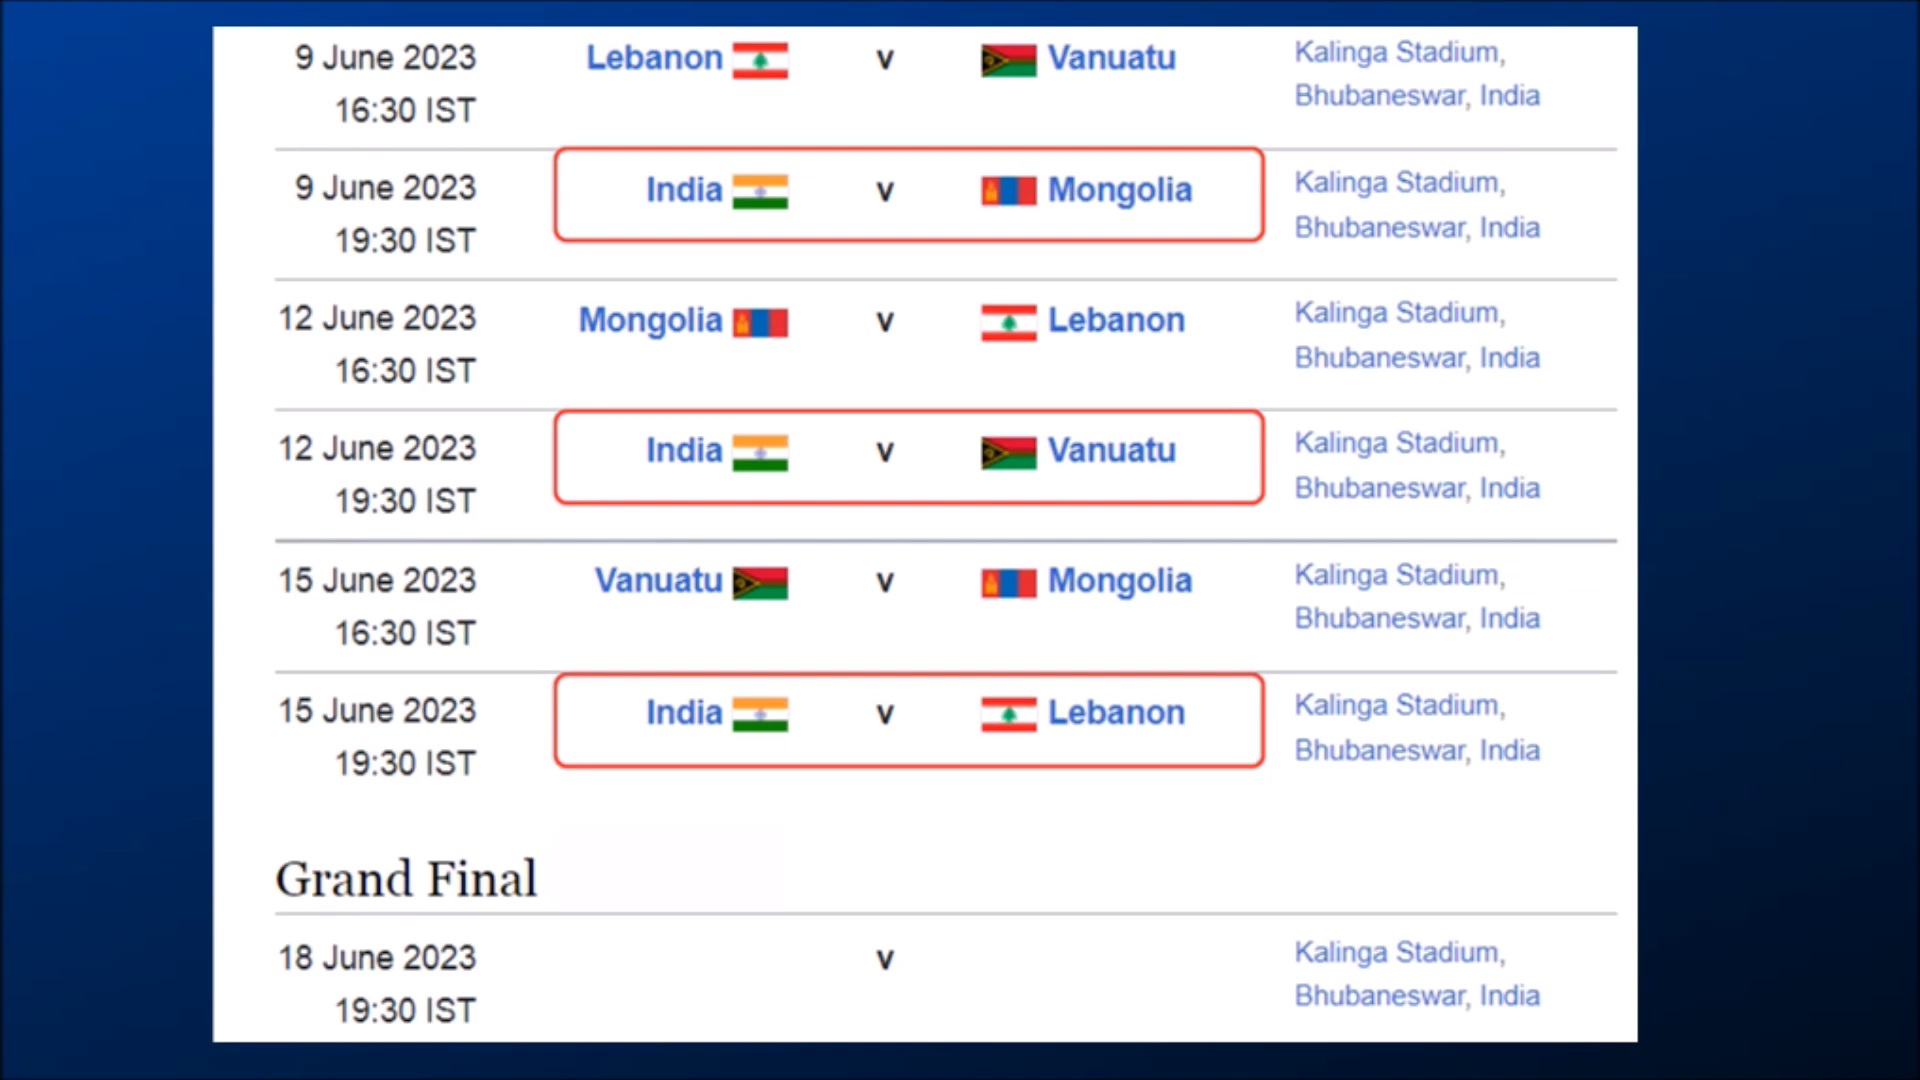 9 June 2023 Lebanon v Vanuatu Kalinga Stadium,
16:30 IST Bhubaneswar, India
9 June 2023 India v Mongolia Kalinga Stadium,
19:30 IST Bhubaneswar, India
12 June 2023 Mongolia v Lebanon Kalinga Stadium,
16:30 IST Bhubaneswar, India
12 June 2023 India v Vanuatu Kalinga Stadium,
19:30 IST Bhubaneswar, India
15 June 2023 Vanuatu v Mongolia Kalinga Stadium,
16:30 IST Bhubaneswar, India
15 June 2023 India v Lebanon Kalinga Stadium,
19:30 IST Bhubaneswar, India
Grand Final
18 June 2023 v Kalinga Stadium,
19:30 IST Bhubaneswar, India